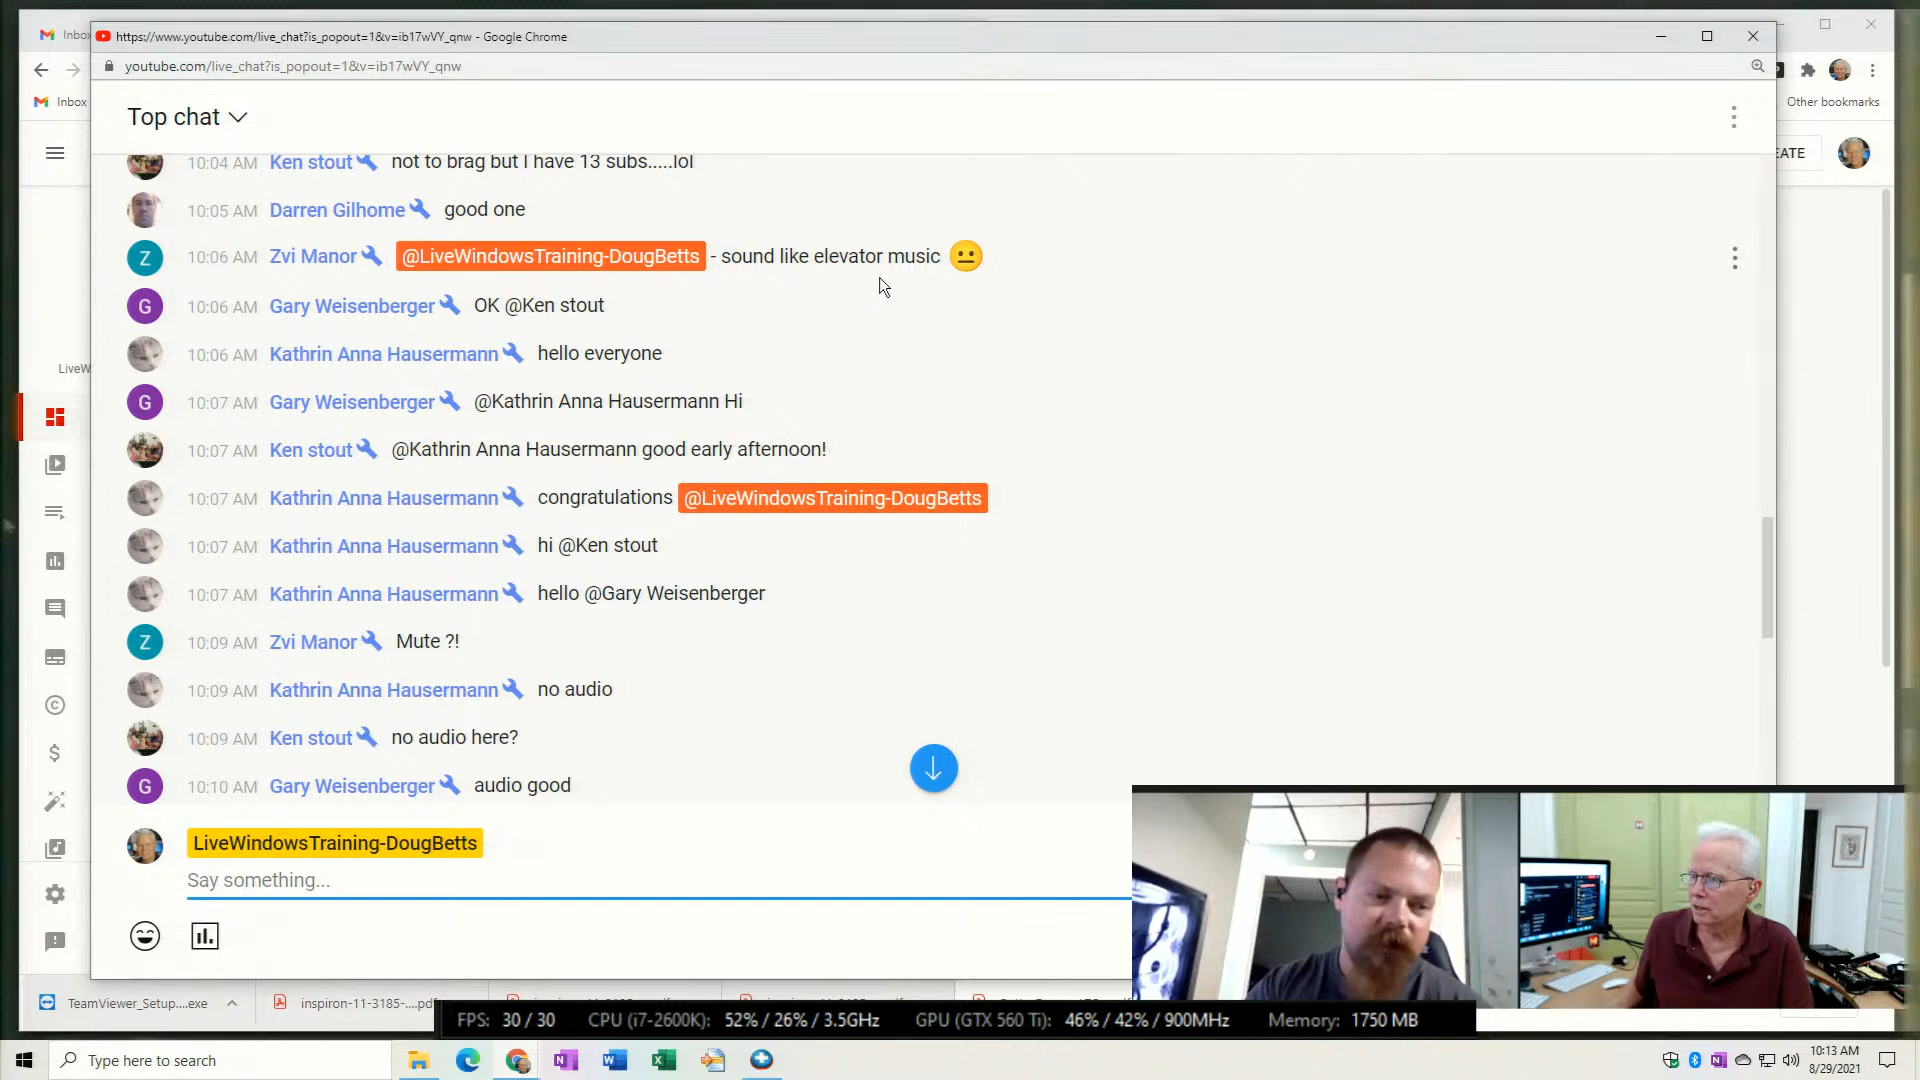 Inbo
https://www.youtube.com/live_chat?is_popout=1&v=ib17wVY_qnw - Google Chrome
youtube.com/live_chat?is_popout=1&v=ib17wVY_qnw
Inbox
Other bookmarks
Top chat
EATE
10:04 AM Ken stout not to brag but I have 13 subs.....lol
10:05 AM Darren Gilhome good one
Z 10:06 AM Zvi Manor @LiveWindowsTraining-DougBetts - sound like elevator music
G 10:06 AM Gary Weisenberger OK @Ken stout
10:06 AM Kathrin Anna Hausermann hello everyone
LiveW
G 10:07 AM Gary Weisenberger @Kathrin Anna Hausermann Hi
10:07 AM Ken stout @Kathrin Anna Hausermann good early afternoon!
10:07 AM Kathrin Anna Hausermann congratulations @LiveWindowsTraining-DougBetts
10:07 AM Kathrin Anna Hausermann hi @Ken stout
10:07 AM Kathrin Anna Hausermann hello @Gary Weisenberger
Z 10:09 AM Zvi Manor Mute ?!
10:09 AM Kathrin Anna Hausermann no audio
10:09 AM Ken stout no audio here?
G 10:10 AM Gary Weisenberger audio good
LiveWindowsTraining-DougBetts
Say something...
TeamViewer_Setup....exe
inspiron-11-3185-....pdf
FPS: 30 / 30 CPU (i7-2600K): 52% / 26% / 3.5GHz GPU (GTX 560 Ti): 46% / 42% / 900MHz Memory: 1750 MB
Type here to search
10:13 AM
8/29/2021